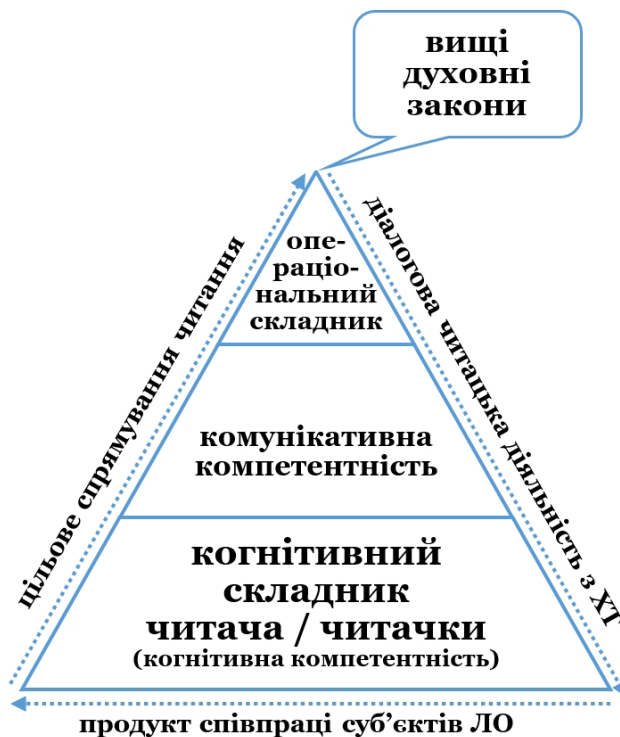 вищі
духовні
закони
опе-
раціо-
нальний
складник
комунікативна
компетентність
когнітивний
складник
читача / читачки
(когнітивна компетентність)
цільове спрямування читання
діалогова читацька діяльність з ХТ
продукт співпраці суб’єктів ЛО